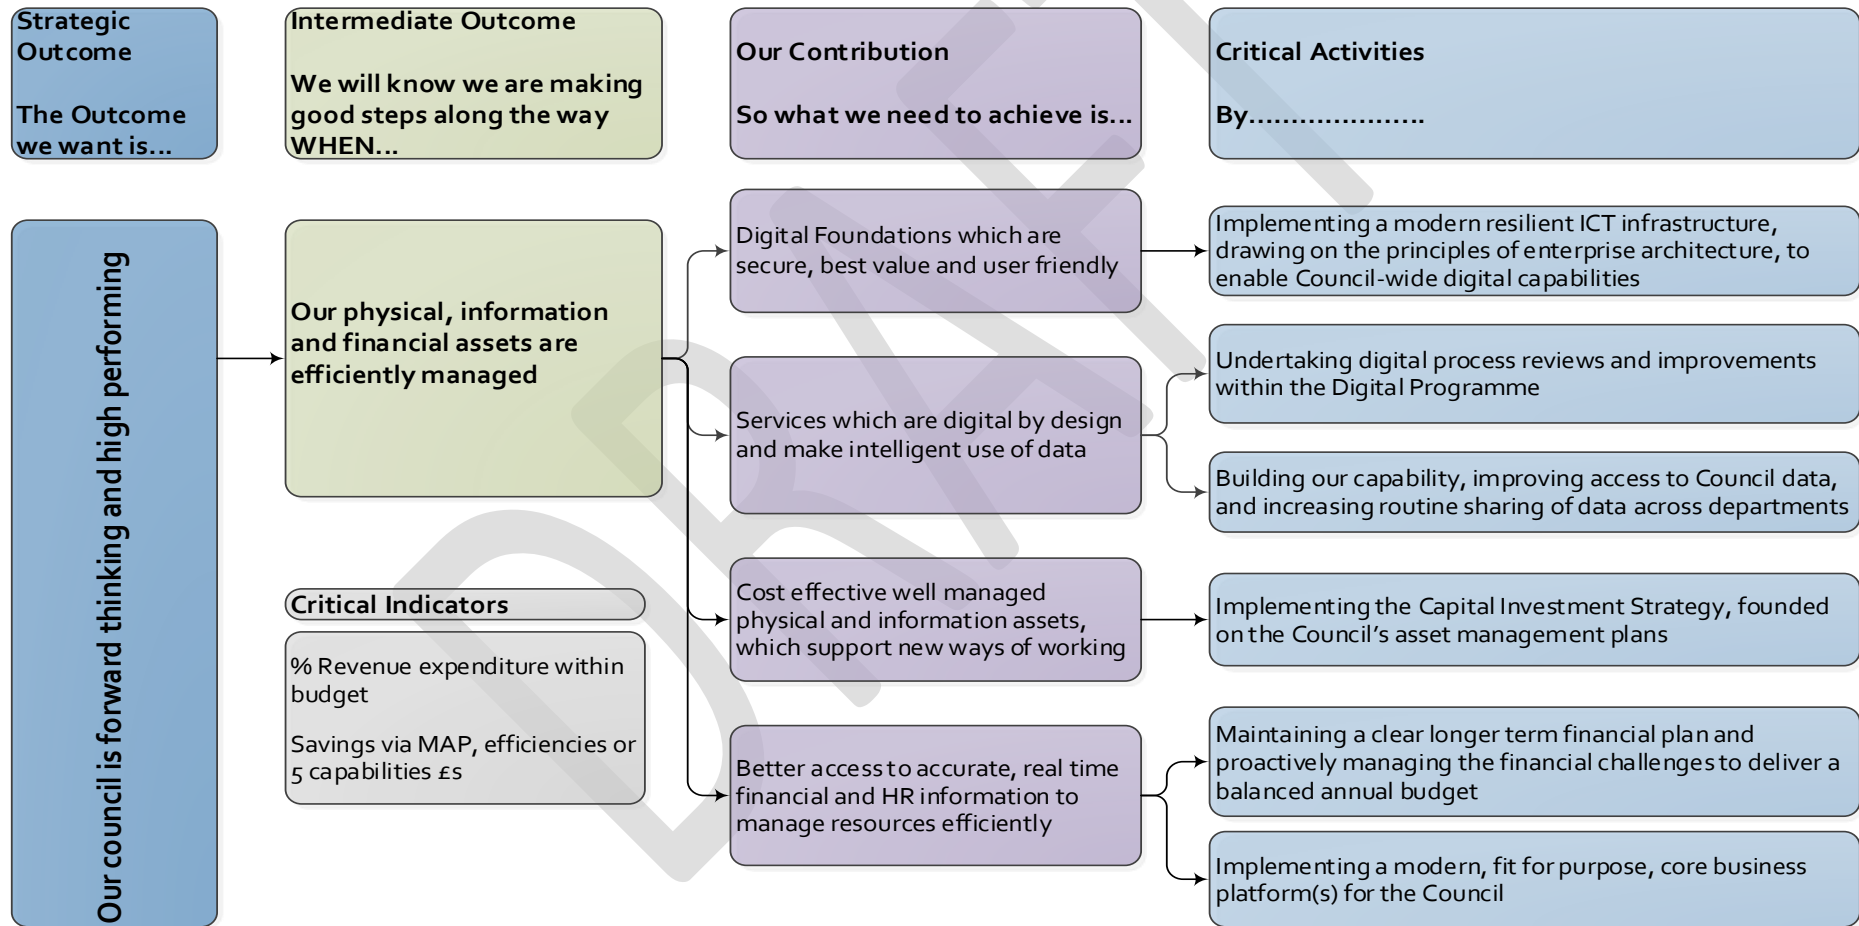 Strategic
Outcome
The Outcome
we want is...
Intermediate Outcome
We will know we are making
good steps along the way
WHEN...
Our Contribution
So what we need to achieve is...
Critical Activities
By.....................
Our council is forward thinking and high performing
Our physical, information
and financial assets are
efficiently managed
Critical Indicators
% Revenue expenditure within
budget
Savings via MAP, efficiencies or
5 capabilities £s
Digital Foundations which are
secure, best value and user friendly
Services which are digital by design
and make intelligent use of data
Cost effective well managed
physical and information assets,
which support new ways of working
Better access to accurate, real time
financial and HR information to
manage resources efficiently
Implementing a modern resilient ICT infrastructure,
drawing on the principles of enterprise architecture, to
enable Council-wide digital capabilities
Undertaking digital process reviews and improvements
within the Digital Programme
Building our capability, improving access to Council data,
and increasing routine sharing of data across departments
Implementing the Capital Investment Strategy, founded
on the Council's asset management plans
Maintaining a clear longer term financial plan and
proactively managing the financial challenges to deliver a
balanced annual budget
Implementing a modern, fit for purpose, core business
platform(s) for the Council
DRAFT